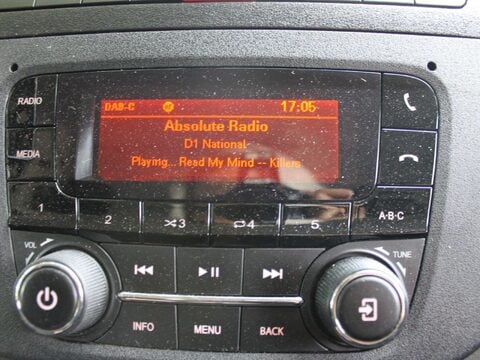 RADIO
DAB-C 17:05
Absolute Radio
D1 National
Playing... Read My Mind -- Killers
MEDIA
1 2 3 4 5 A-B-C
VOL TUNE
INFO MENU BACK